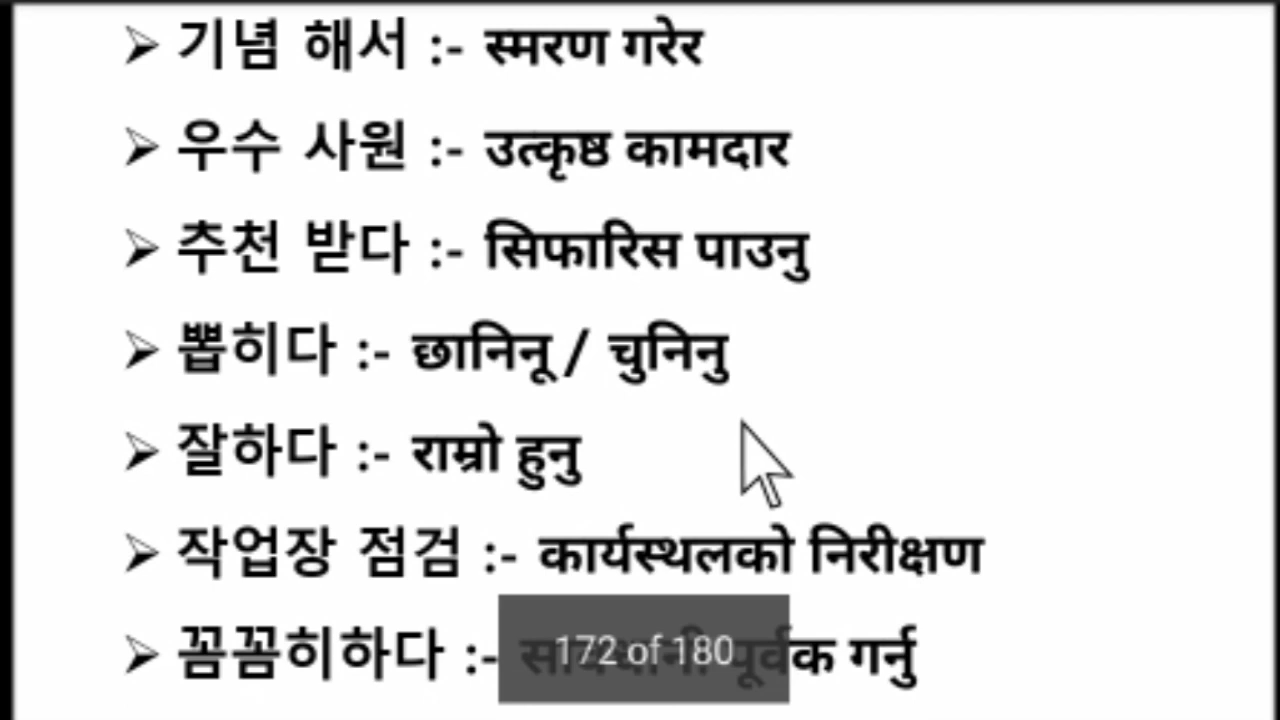 ➢ 기념 해서 :- स्मरण गरेर
➢ 우수 사원 :- उत्कृष्ठ कामदार
➢ 추천 받다 :- सिफारिस पाउनु
➢ 뽑히다 :- छानिनू / चुनिनु
➢ 잘하다 :- राम्रो हुनु
➢ 작업장 점검 :- कार्यस्थलको निरीक्षण
➢ 꼼꼼히하다 :- सावधानी पूर्वक गर्नु
172 of 180